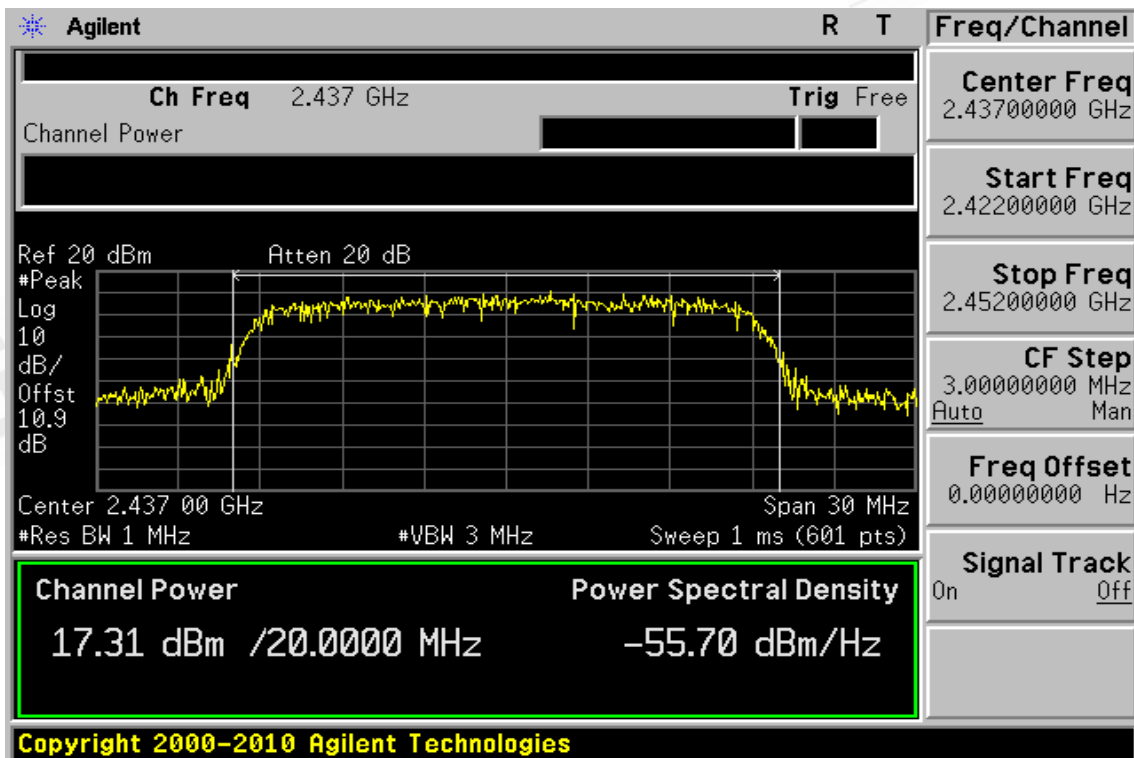 Agilent R T
Ch Freq 2.437 GHz Trig Free
Channel Power
Ref 20 dBm Atten 20 dB
#Peak
Log
10
dB/
Offst
10.9
dB
Center 2.437 00 GHz Span 30 MHz
#Res BW 1 MHz #VBW 3 MHz Sweep 1 ms (601 pts)
Channel Power Power Spectral Density
17.31 dBm /20.0000 MHz -55.70 dBm/Hz
Copyright 2000-2010 Agilent Technologies
Freq/Channel
Center Freq
2.43700000 GHz
Start Freq
2.42200000 GHz
Stop Freq
2.45200000 GHz
CF Step
3.00000000 MHz
Auto Man
Freq Offset
0.00000000 Hz
Signal Track
On Off